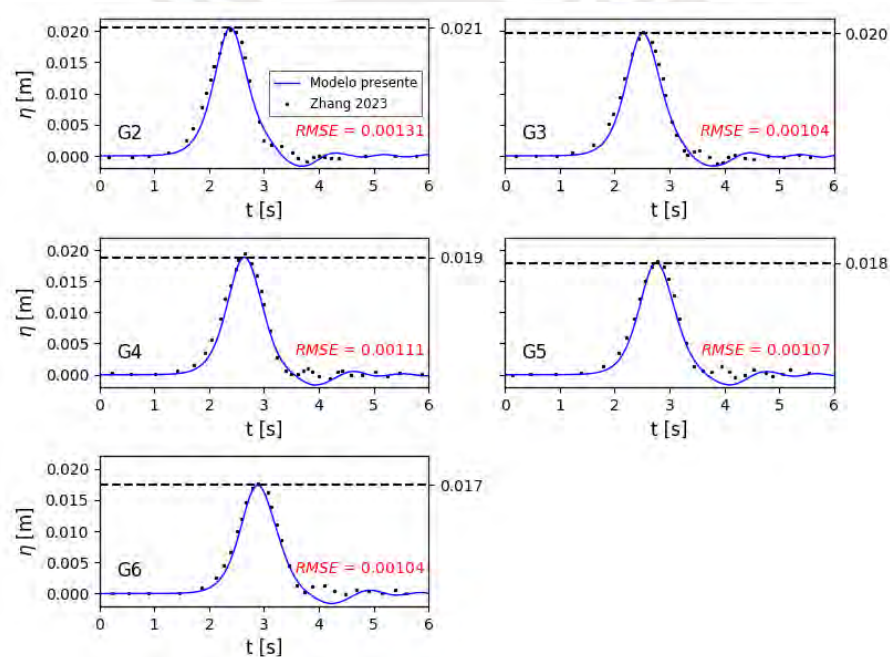 η [m]
0.020
0.015
0.010
0.005
0.000
G2
Modelo presente
Zhang 2023
RMSE = 0.00131
0.021
0 1 2 3 4 5 6
t [s]
G3
RMSE = 0.00104
0.020
0 1 2 3 4 5 6
t [s]
η [m]
0.020
0.015
0.010
0.005
0.000
G4
RMSE = 0.00111
0.019
0 1 2 3 4 5 6
t [s]
G5
RMSE = 0.00107
0.018
0 1 2 3 4 5 6
t [s]
η [m]
0.020
0.015
0.010
0.005
0.000
G6
RMSE = 0.00104
0.017
0 1 2 3 4 5 6
t [s]